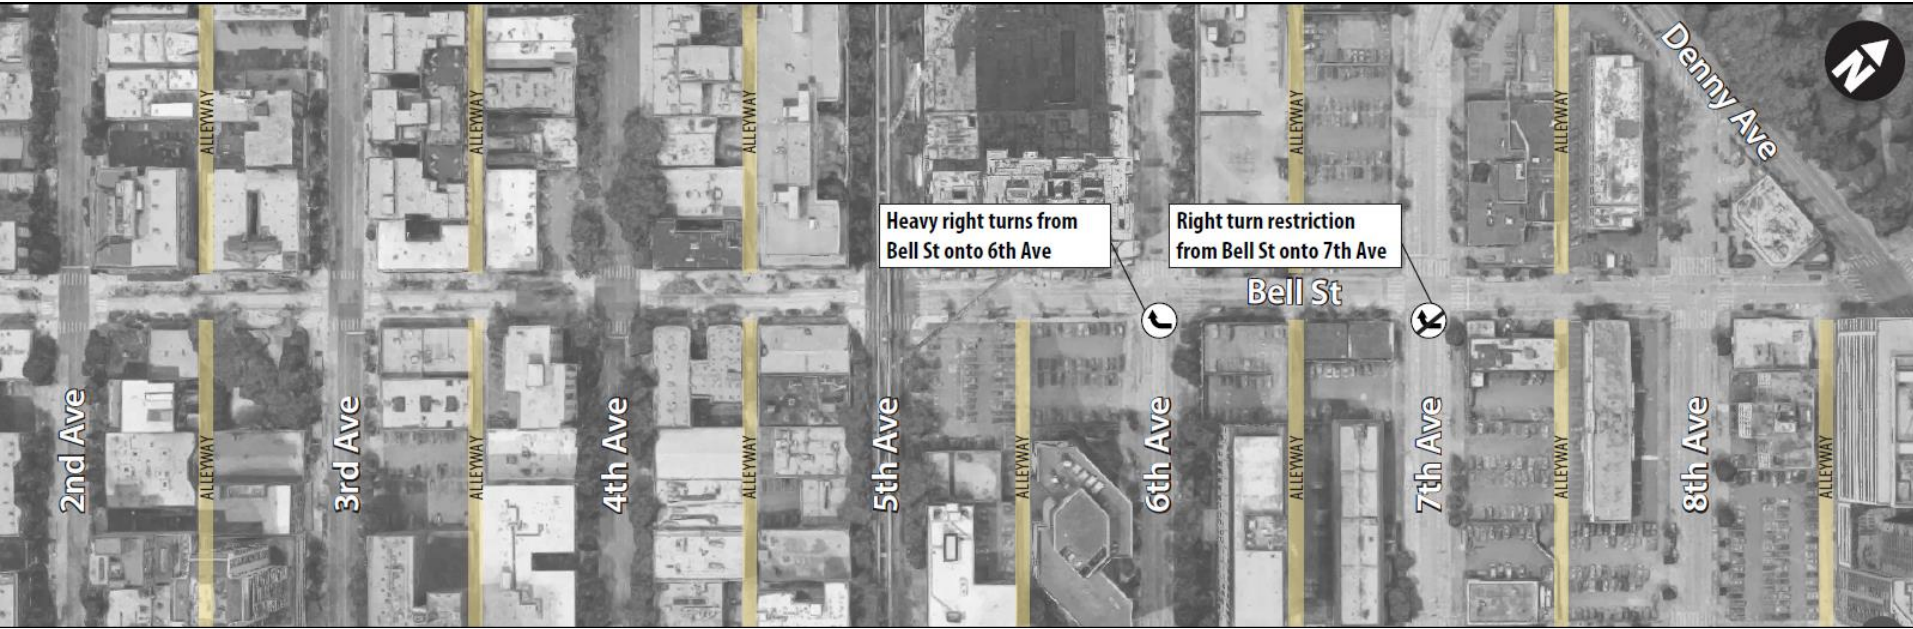 Denny Ave
N
ALLEYWAY
ALLEYWAY
ALLEYWAY
ALLEYWAY
ALLEYWAY
Heavy right turns from
Bell St onto 6th Ave
Right turn restriction
from Bell St onto 7th Ave
Bell St
2nd Ave
ALLEYWAY
3rd Ave
ALLEYWAY
4th Ave
ALLEYWAY
5th Ave
ALLEYWAY
6th Ave
ALLEYWAY
7th Ave
ALLEYWAY
8th Ave
ALLEYWAY